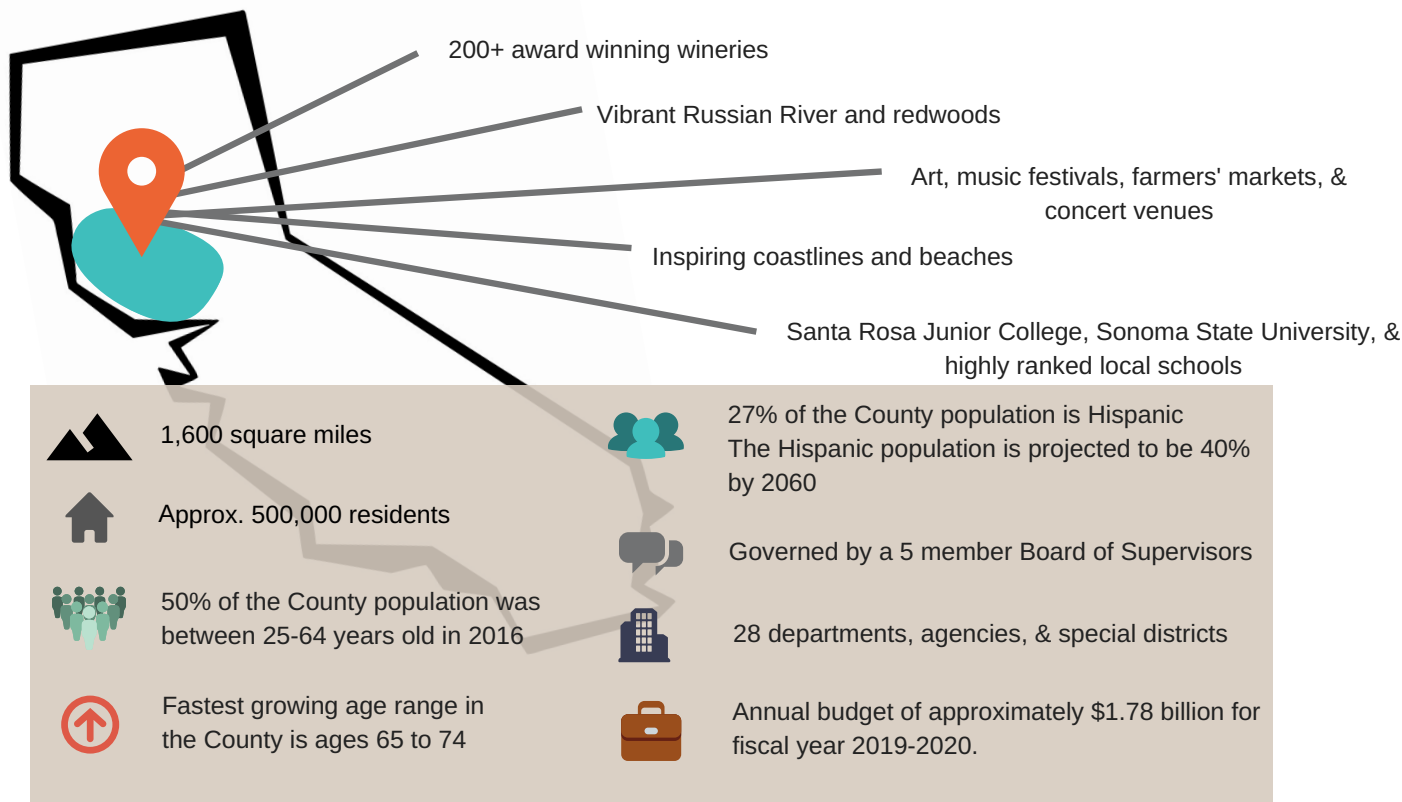 200+ award winning wineries
Vibrant Russian River and redwoods
Art, music festivals, farmers' markets, &
concert venues
Inspiring coastlines and beaches
Santa Rosa Junior College, Sonoma State University, &
highly ranked local schools
1,600 square miles
Approx. 500,000 residents
50% of the County population was
between 25-64 years old in 2016
Fastest growing age range in
the County is ages 65 to 74
27% of the County population is Hispanic
The Hispanic population is projected to be 40%
by 2060
Governed by a 5 member Board of Supervisors
28 departments, agencies, & special districts
Annual budget of approximately $1.78 billion for
fiscal year 2019-2020.